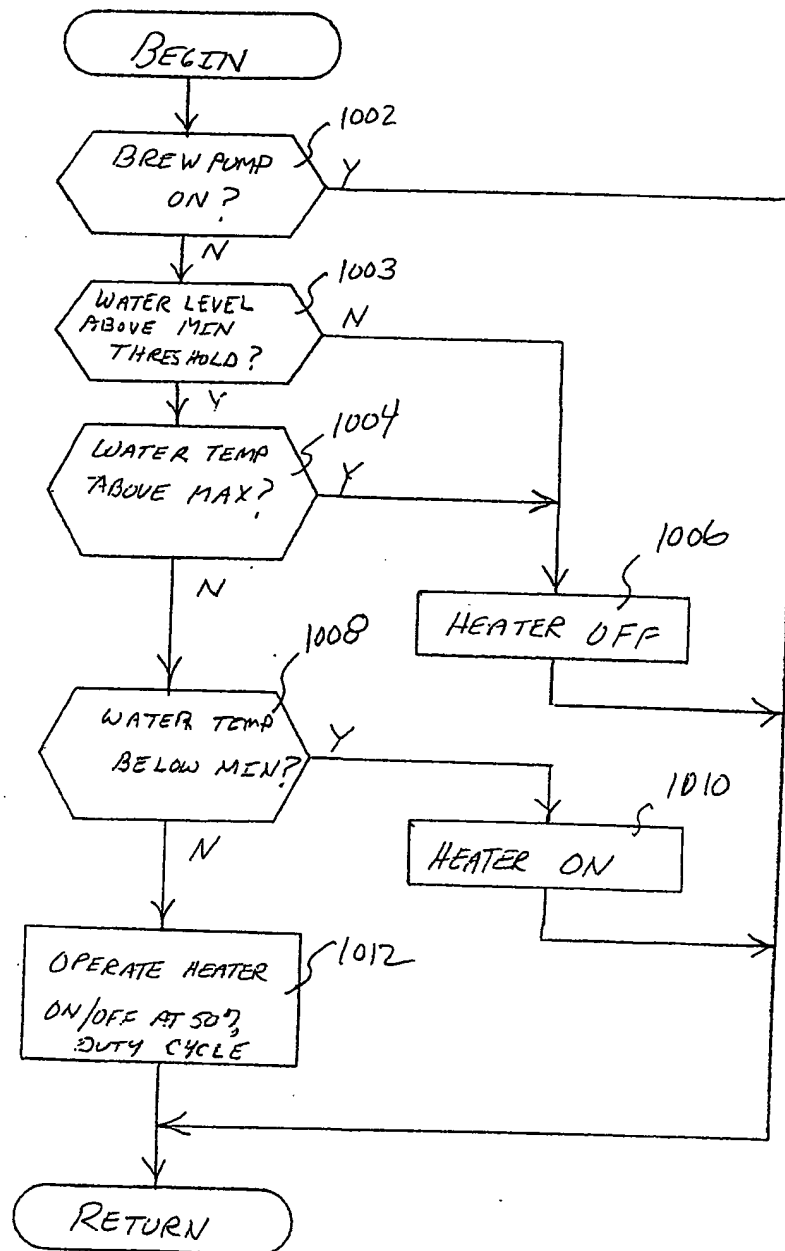 BEGIN
1002
BREW PUMP
ON?
Y
N
1003
WATER LEVEL
ABOVE MIN
THRESHOLD?
N
Y
1004
WATER TEMP
ABOVE MAX?
Y
N
1006
HEATER OFF
1008
WATER TEMP
BELOW MIN?
Y
N
1010
HEATER ON
1012
OPERATE HEATER
ON/OFF AT 50%
DUTY CYCLE
RETURN